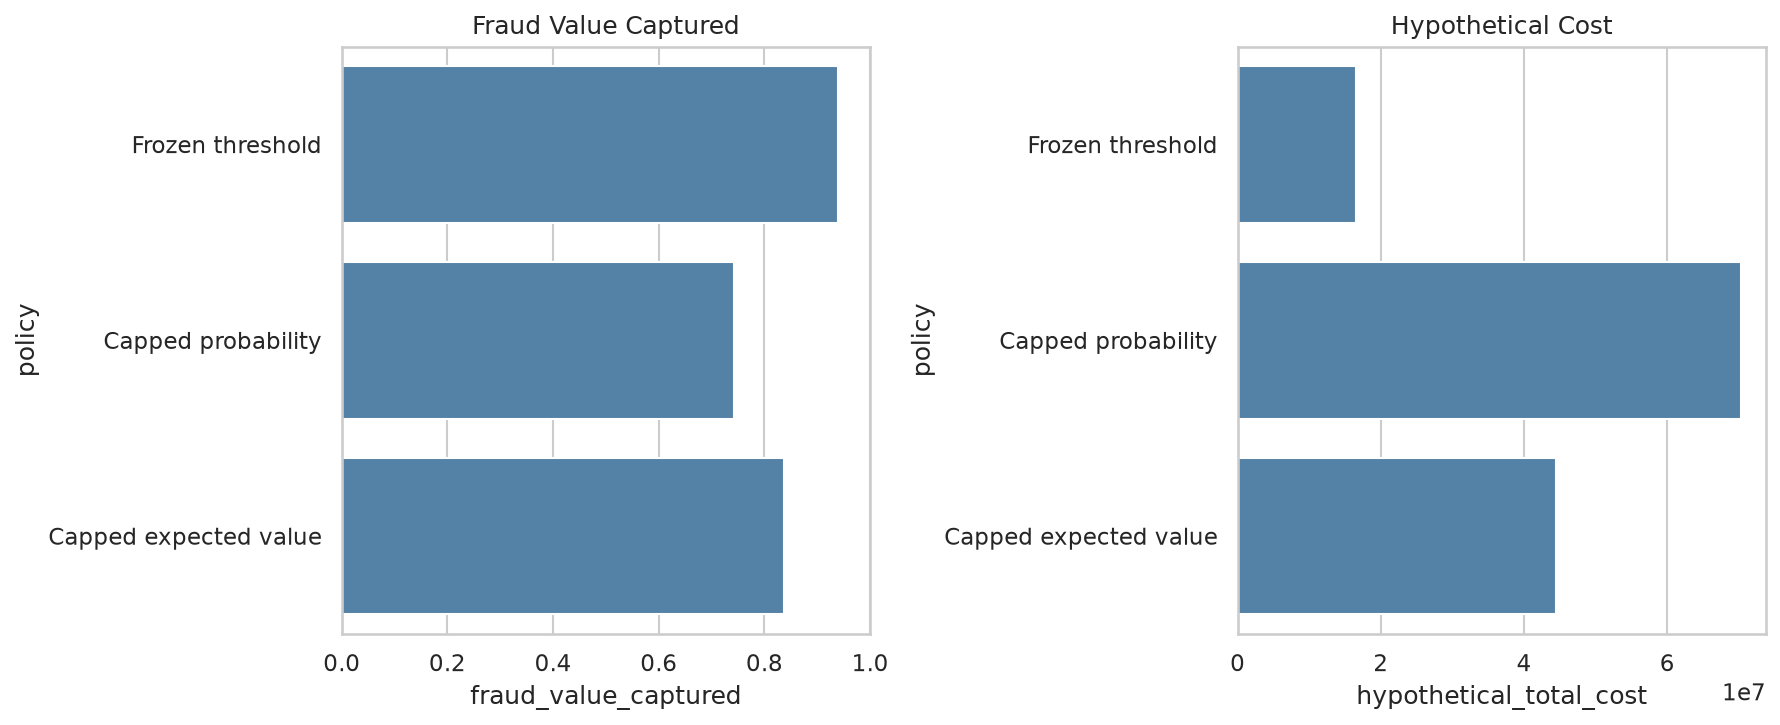 Fraud Value Captured
policy
Frozen threshold
Capped probability
Capped expected value
0.0 0.2 0.4 0.6 0.8 1.0
fraud_value_captured
Hypothetical Cost
policy
Frozen threshold
Capped probability
Capped expected value
0 2 4 6
1e7
hypothetical_total_cost